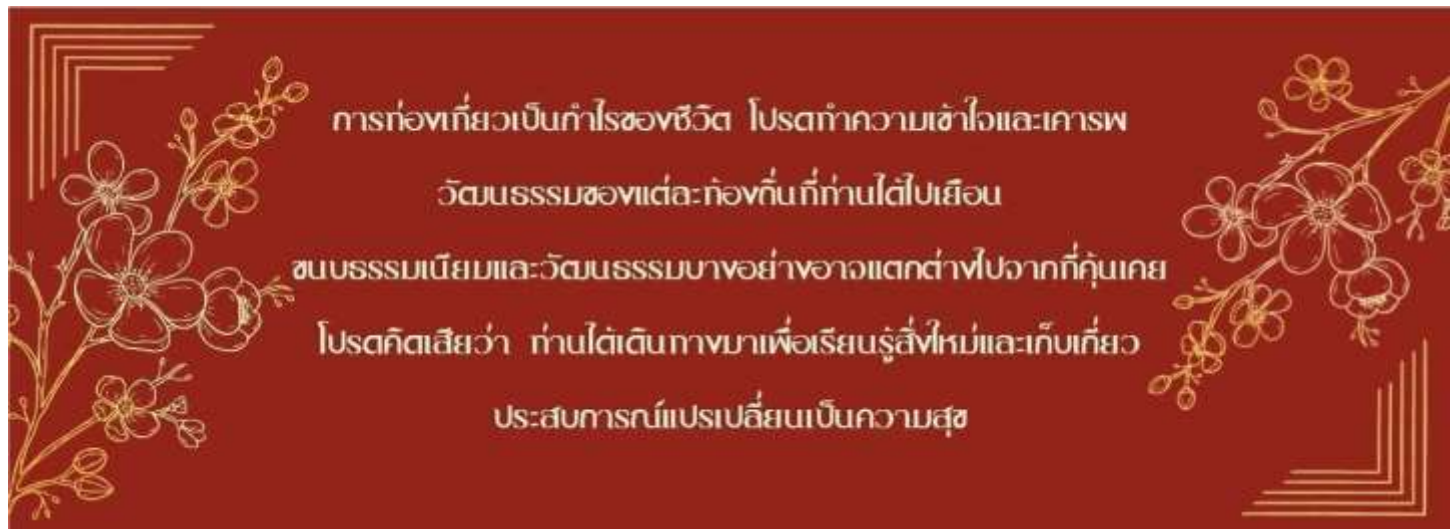 การท่องเที่ยวเป็นกำไรของชีวิต โปรดทำความเข้าใจและเคารพ
วัฒนธรรมของแต่ละท้องถิ่นที่ท่านได้ไปเยือน
ขนบธรรมเนียมและวัฒนธรรมบางอย่างอาจแตกต่างไปจากที่คุ้นเคย
โปรดคิดเสียว่า ท่านได้เดินทางมาเพื่อเรียนรู้สิ่งใหม่และเก็บเกี่ยว
ประสบการณ์แปรเปลี่ยนเป็นความสุข